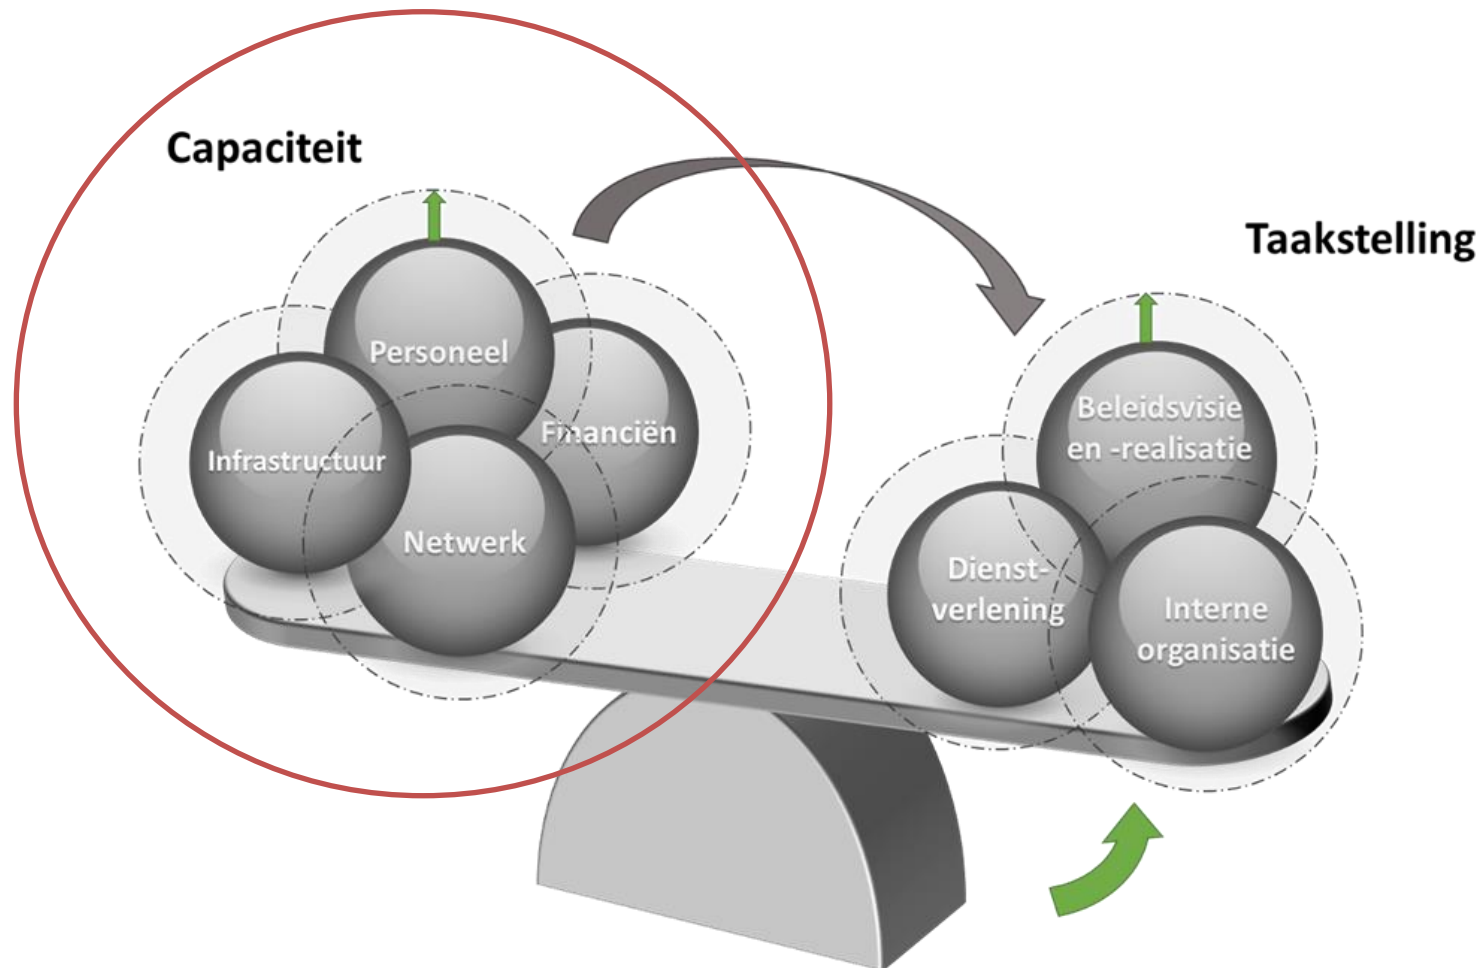 Capaciteit
Taakstelling
Personeel
Financiën
Infrastructuur
Netwerk
Beleidsvisie
en -realisatie
Dienst-
verlening
Interne
organisatie